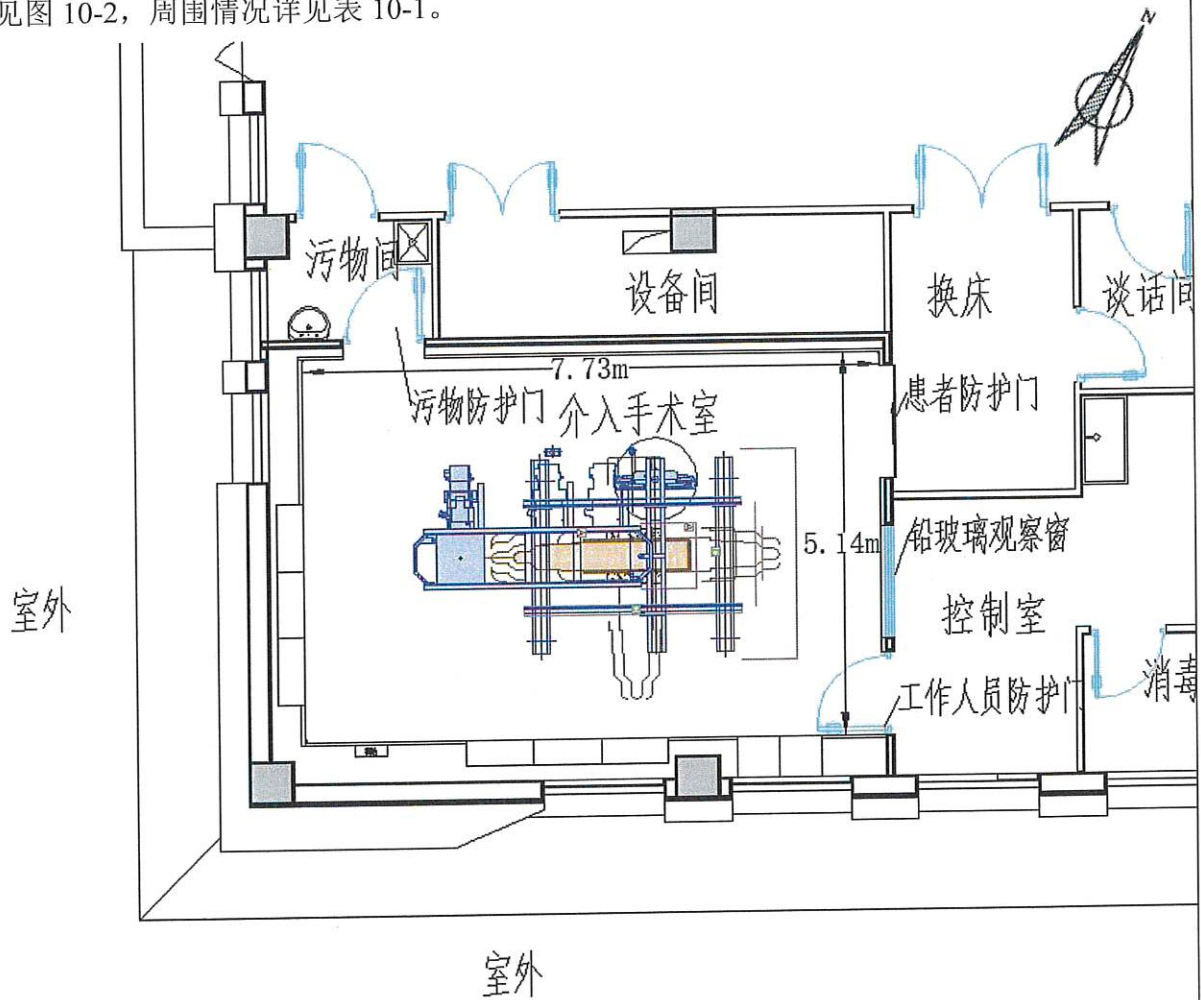 见图 10-2，周围情况详见表 10-1。
N
污物间
设备间
换床
谈话间
7.73m
污物防护门
介入手术室
患者防护门
5.14m
铅玻璃观察窗
室外
控制室
消毒
工作人员防护门
室外